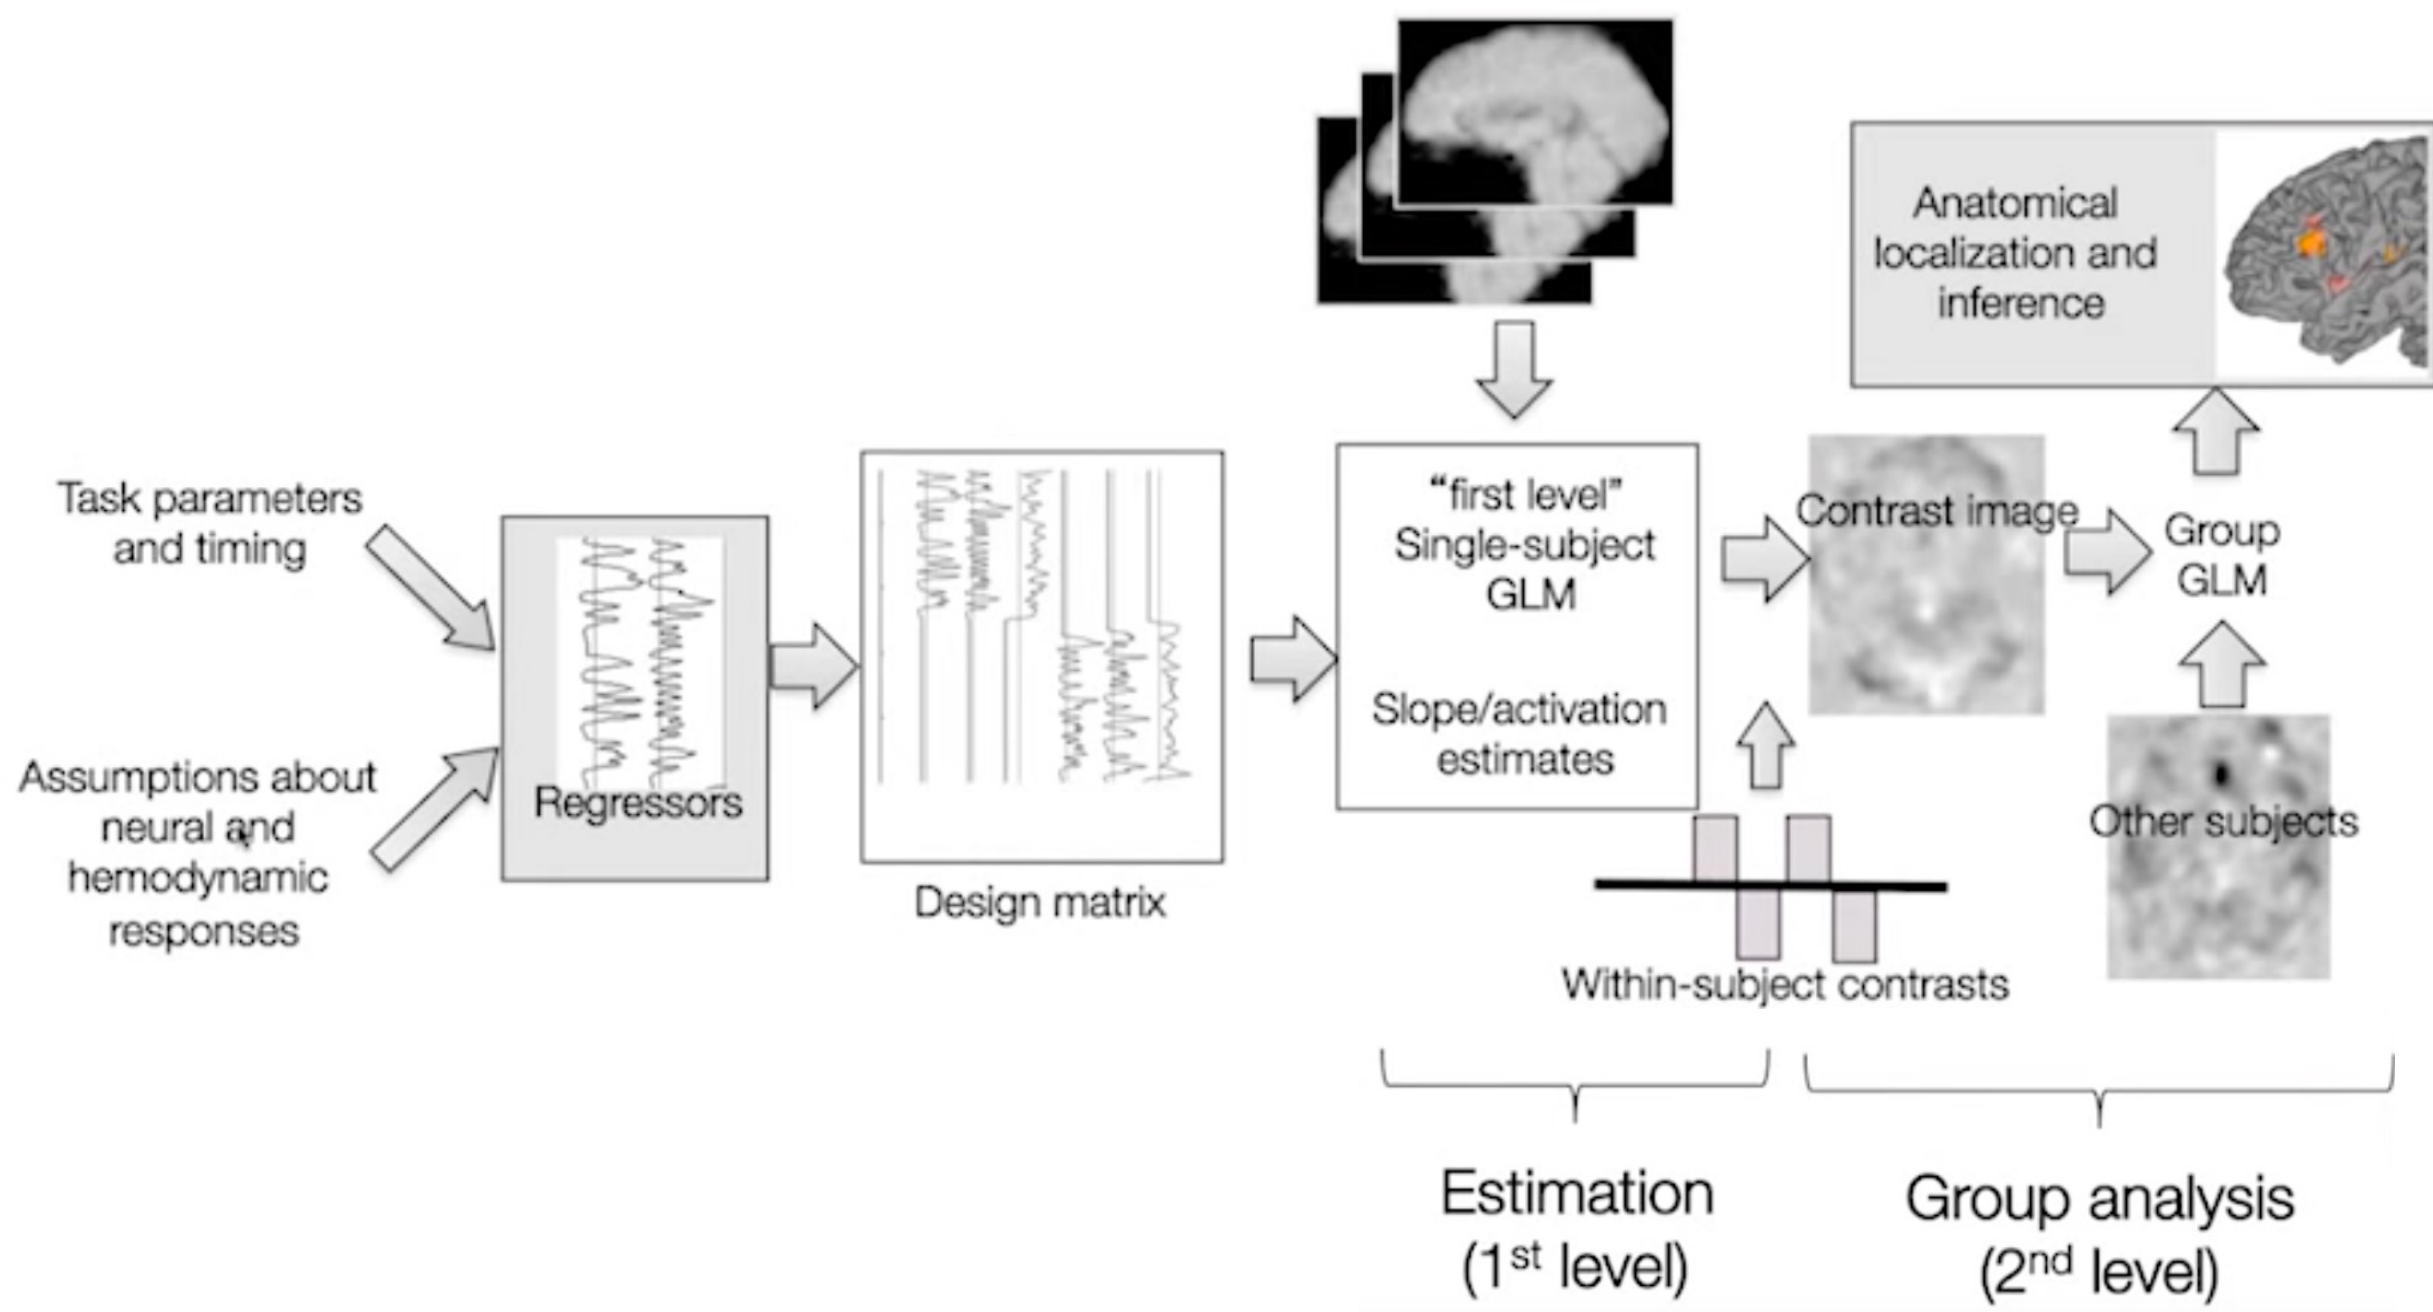 Task parameters
and timing
Assumptions about
neural and
hemodynamic
responses
Regressors
Design matrix
“first level”
Single-subject
GLM
Slope/activation
estimates
Within-subject contrasts
Contrast image
Group
GLM
Other subjects
Anatomical
localization and
inference
Estimation
(1st level)
Group analysis
(2nd level)